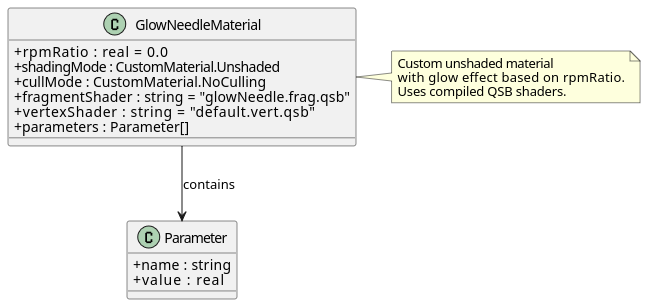 C GlowNeedleMaterial
+rpmRatio : real = 0.0
+shadingMode : CustomMaterial.Unshaded
+cullMode : CustomMaterial.NoCulling
+fragmentShader : string = "glowNeedle.frag.qsb"
+vertexShader : string = "default.vert.qsb"
+parameters : Parameter[]
Custom unshaded material
with glow effect based on rpmRatio.
Uses compiled QSB shaders.
contains
C Parameter
+name : string
+value : real